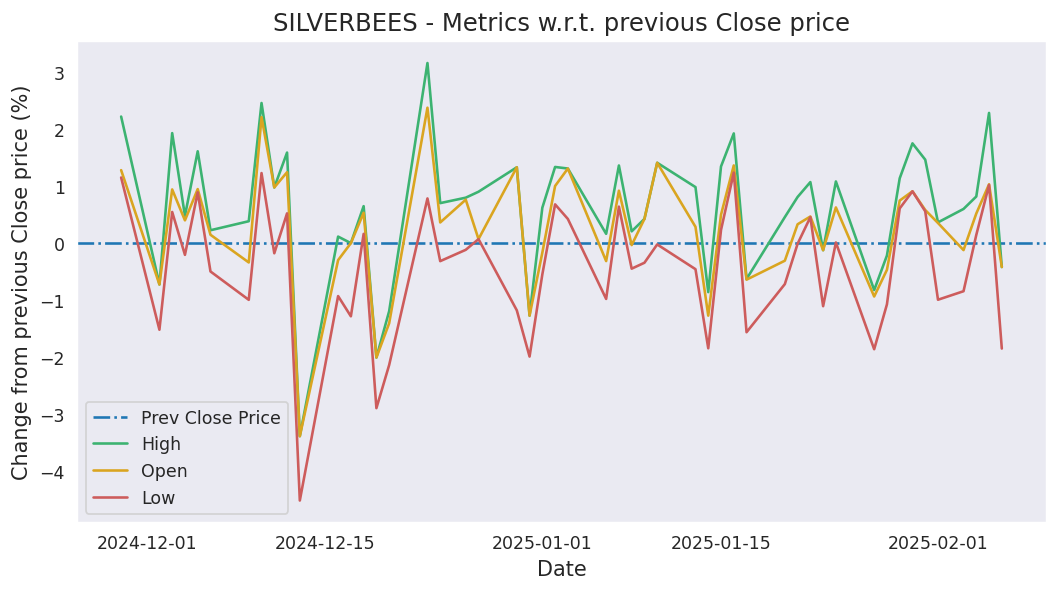 SILVERBEES - Metrics w.r.t. previous Close price
Change from previous Close price (%)
3
2
1
0
−1
−2
−3
−4
Prev Close Price
High
Open
Low
2024-12-01
2024-12-15
2025-01-01
2025-01-15
2025-02-01
Date